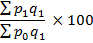 ∑ p₁q₁
∑ p₀q₁ × 100